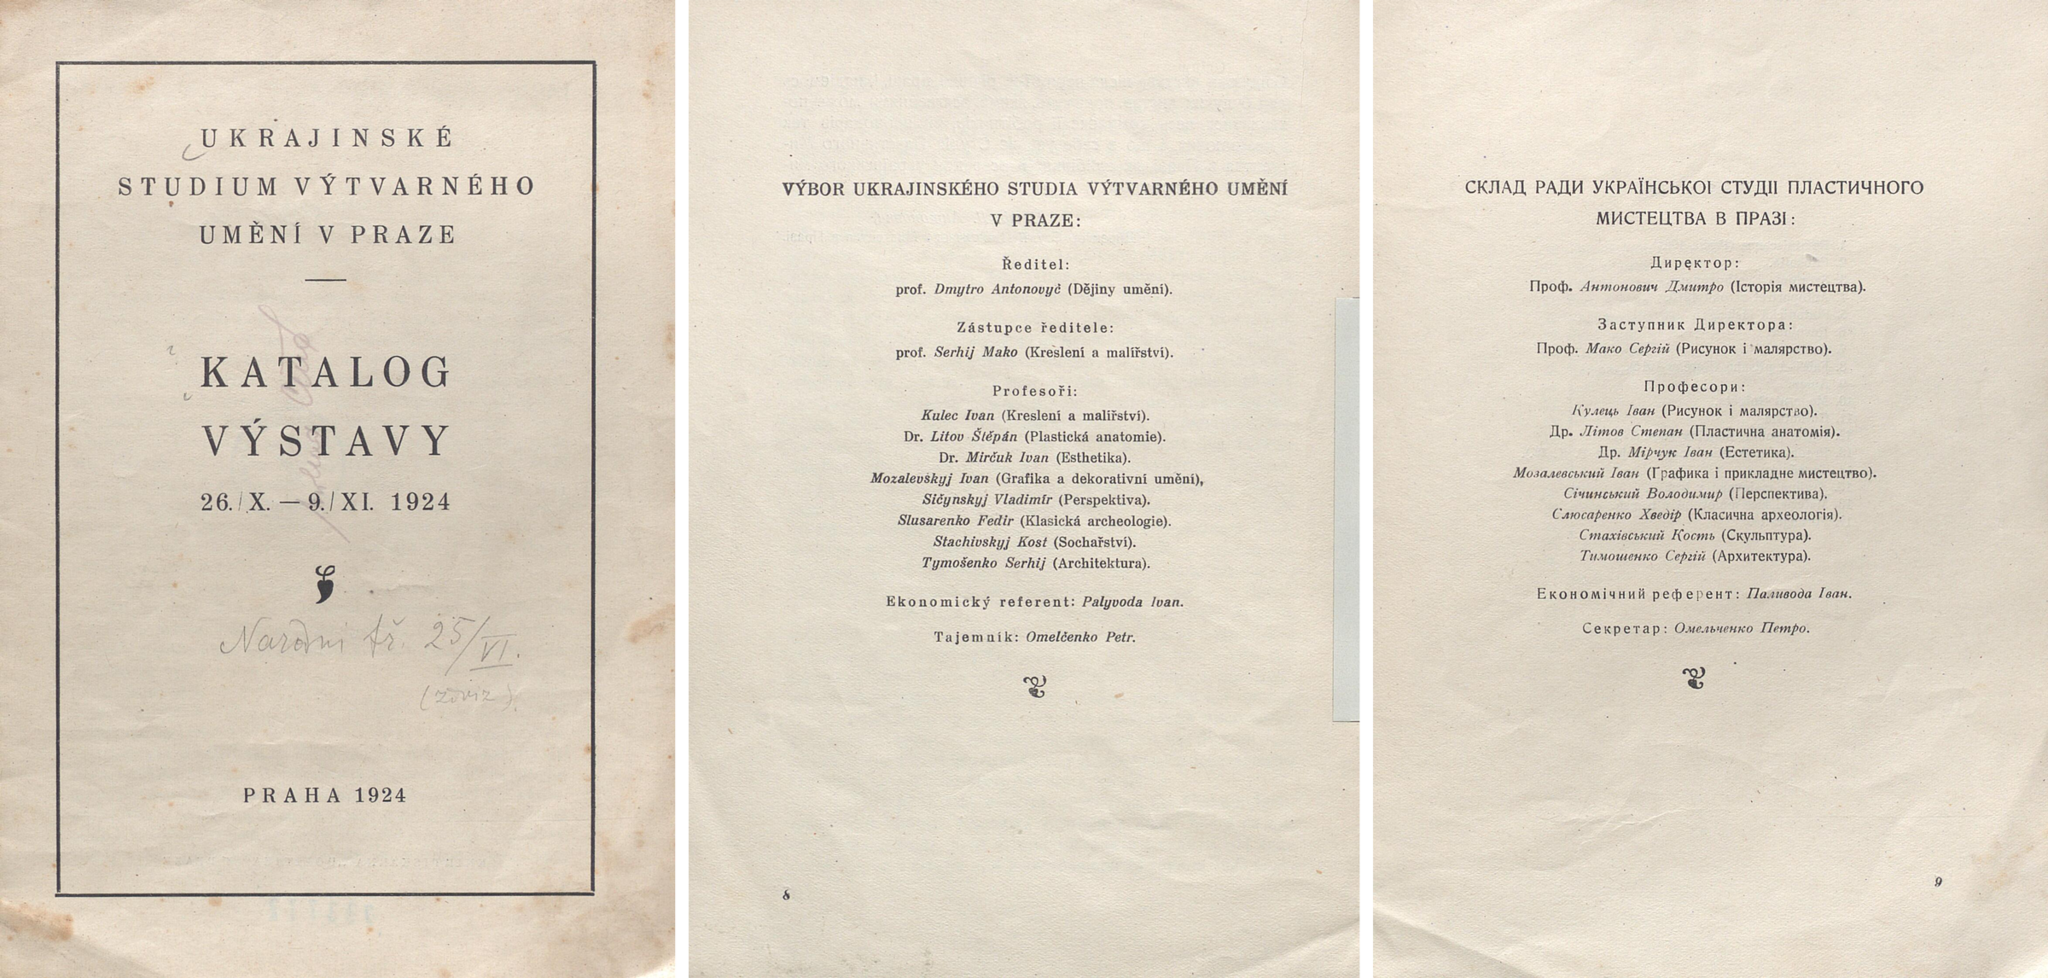 UKRAJINSKÉ
STUDIUM VÝTVARNÉHO
UMĚNÍ V PRAZE
KATALOG
VÝSTAVY
26./X. — 9./XI. 1924
Narodni tř. 25/VI.
PRAHA 1924
VÝBOR UKRAJINSKÉHO STUDIA VÝTVARNÉHO UMĚNÍ
V PRAZE:
Ředitel:
prof. Dmytro Antonovyč (Dějiny umění).
Zástupce ředitele:
prof. Serhij Mako (Kreslení a malířství).
Profesoři:
Kulec Ivan (Kreslení a malířství).
Dr. Litov Štěpán (Plastická anatomie).
Dr. Mirčuk Ivan (Esthetika).
Mozalevškyj Ivan (Grafika a dekorativní umění),
Sičynskyj Vladimír (Perspektiva).
Slusarenko Fedir (Klasická archeologie).
Stachivskyj Kost (Sochařství).
Tymošenko Serhij (Architektura).
Ekonomický referent: Palyvoda Ivan.
Tajemník: Omelčenko Petr.
8
СКЛАД РАДИ УКРАЇНСЬКОІ СТУДІІ ПЛАСТИЧНОГО
МИСТЕЦТВА В ПРАЗІ:
Директор:
Проф. Антонович Дмитро (Історія мистецтва).
Заступник Директора:
Проф. Мако Сергій (Рисунок і малярство).
Професори:
Кулець Іван (Рисунок і малярство).
Др. Літов Степан (Пластична анатомія).
Др. Мірчук Іван (Естетика).
Мозалевський Іван (Графика і прикладне мистецтво).
Січинський Володимир (Перспектива).
Слюсаренко Хведір (Класична археологія).
Стахівський Кость (Скульптура).
Тимошенко Сергій (Архитектура).
Економічний референт: Паливода Іван.
Секретар: Омельченко Петро.
9